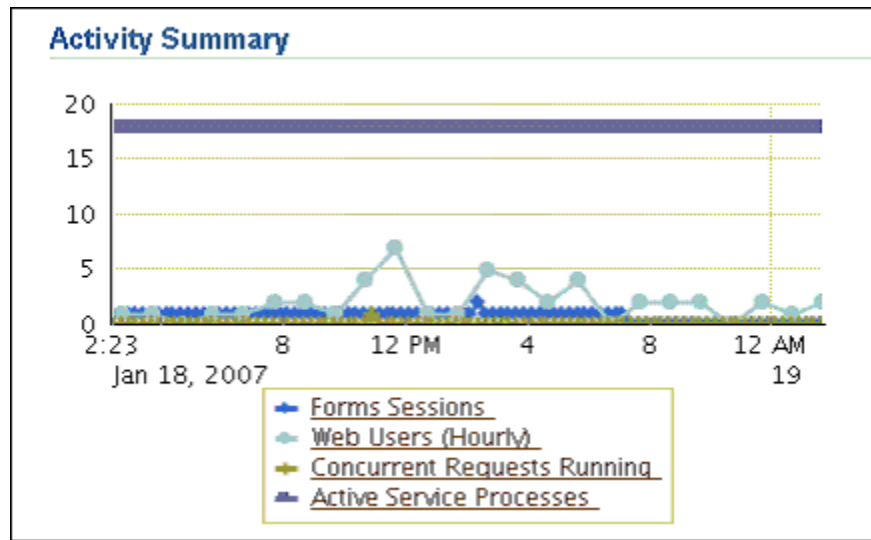 Activity Summary
20
15
10
5
0
2:23 8 12 PM 4 8 12 AM
Jan 18, 2007 19
Forms Sessions
Web Users (Hourly)
Concurrent Requests Running
Active Service Processes